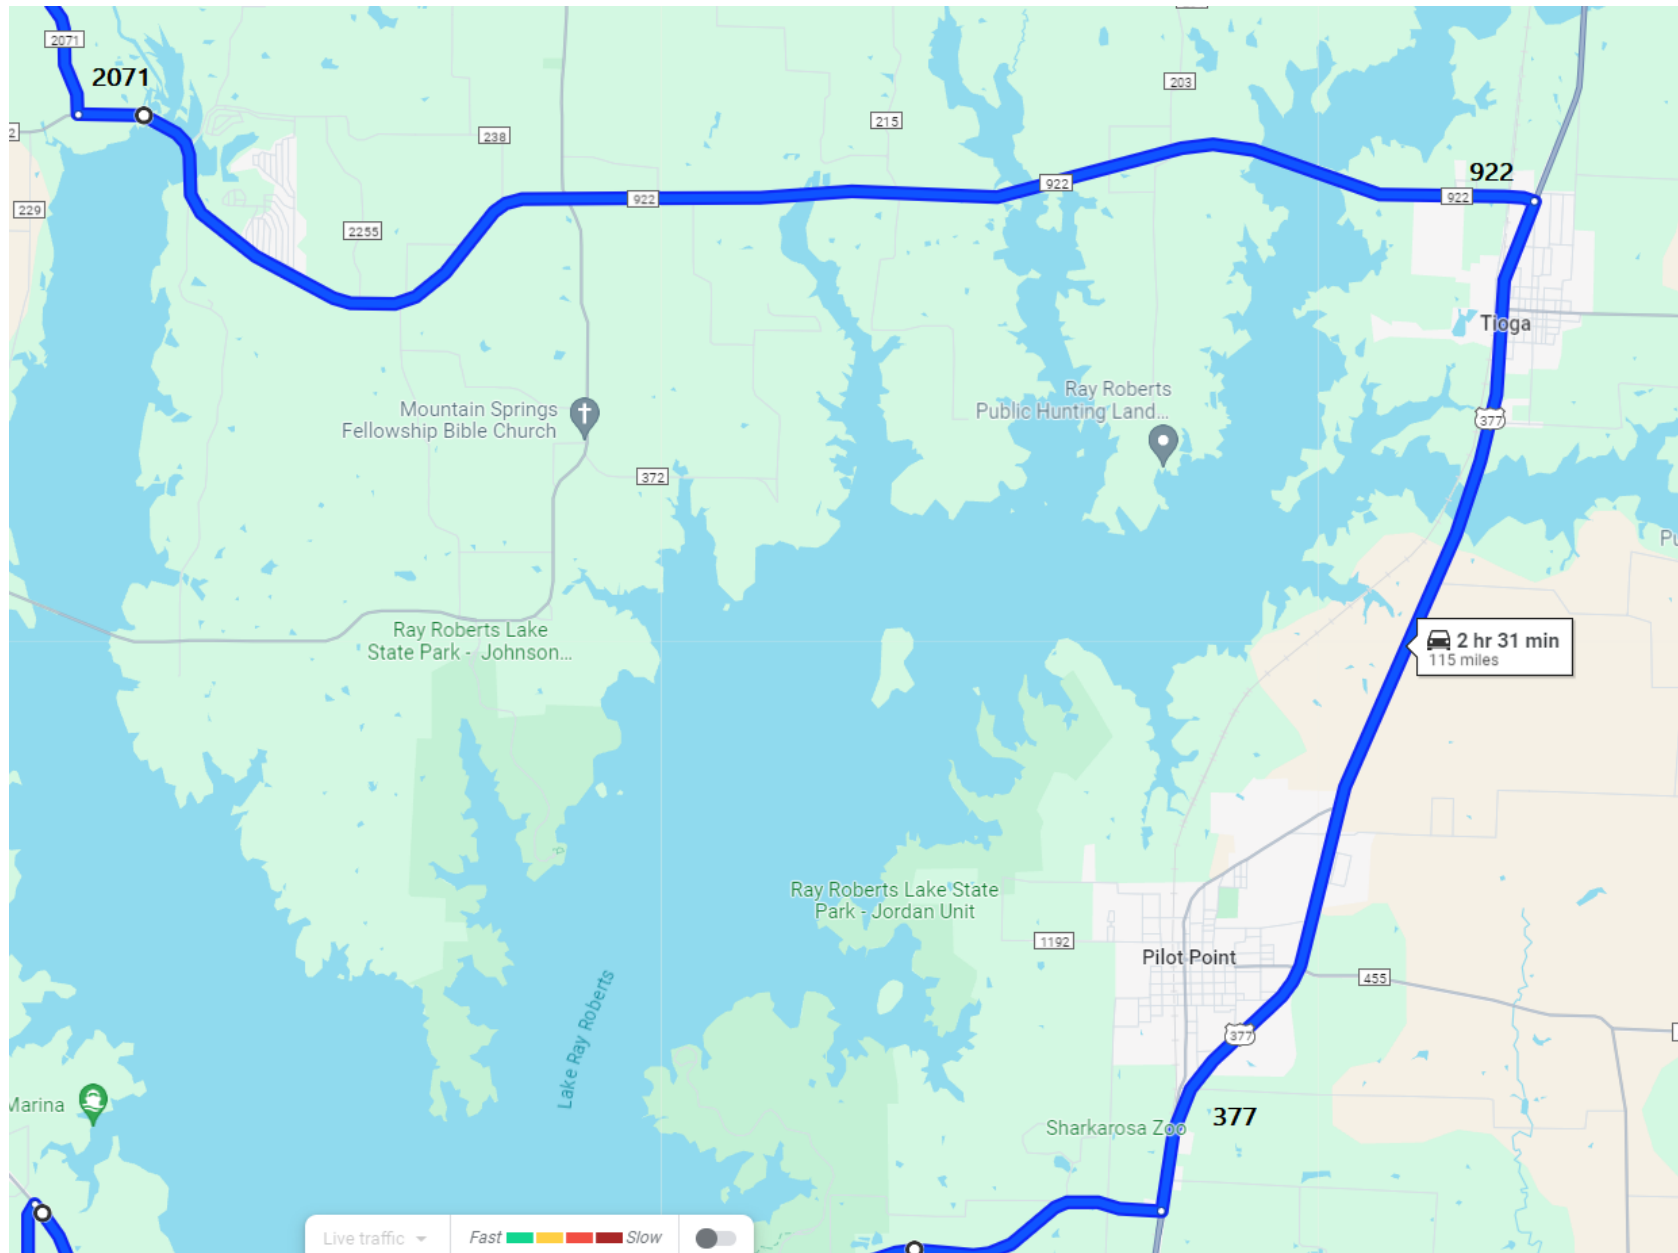 2071
2071
203
215
238
922
922
922
922
229
2255
Tioga
Ray Roberts
Public Hunting Land...
Mountain Springs
Fellowship Bible Church
377
372
2 hr 31 min
115 miles
Ray Roberts Lake
State Park - Johnson...
Ray Roberts Lake State
Park - Jordan Unit
1192
Pilot Point
455
Lake Ray Roberts
377
Marina
377
Sharkarosa Zoo
Live traffic
Fast
Slow